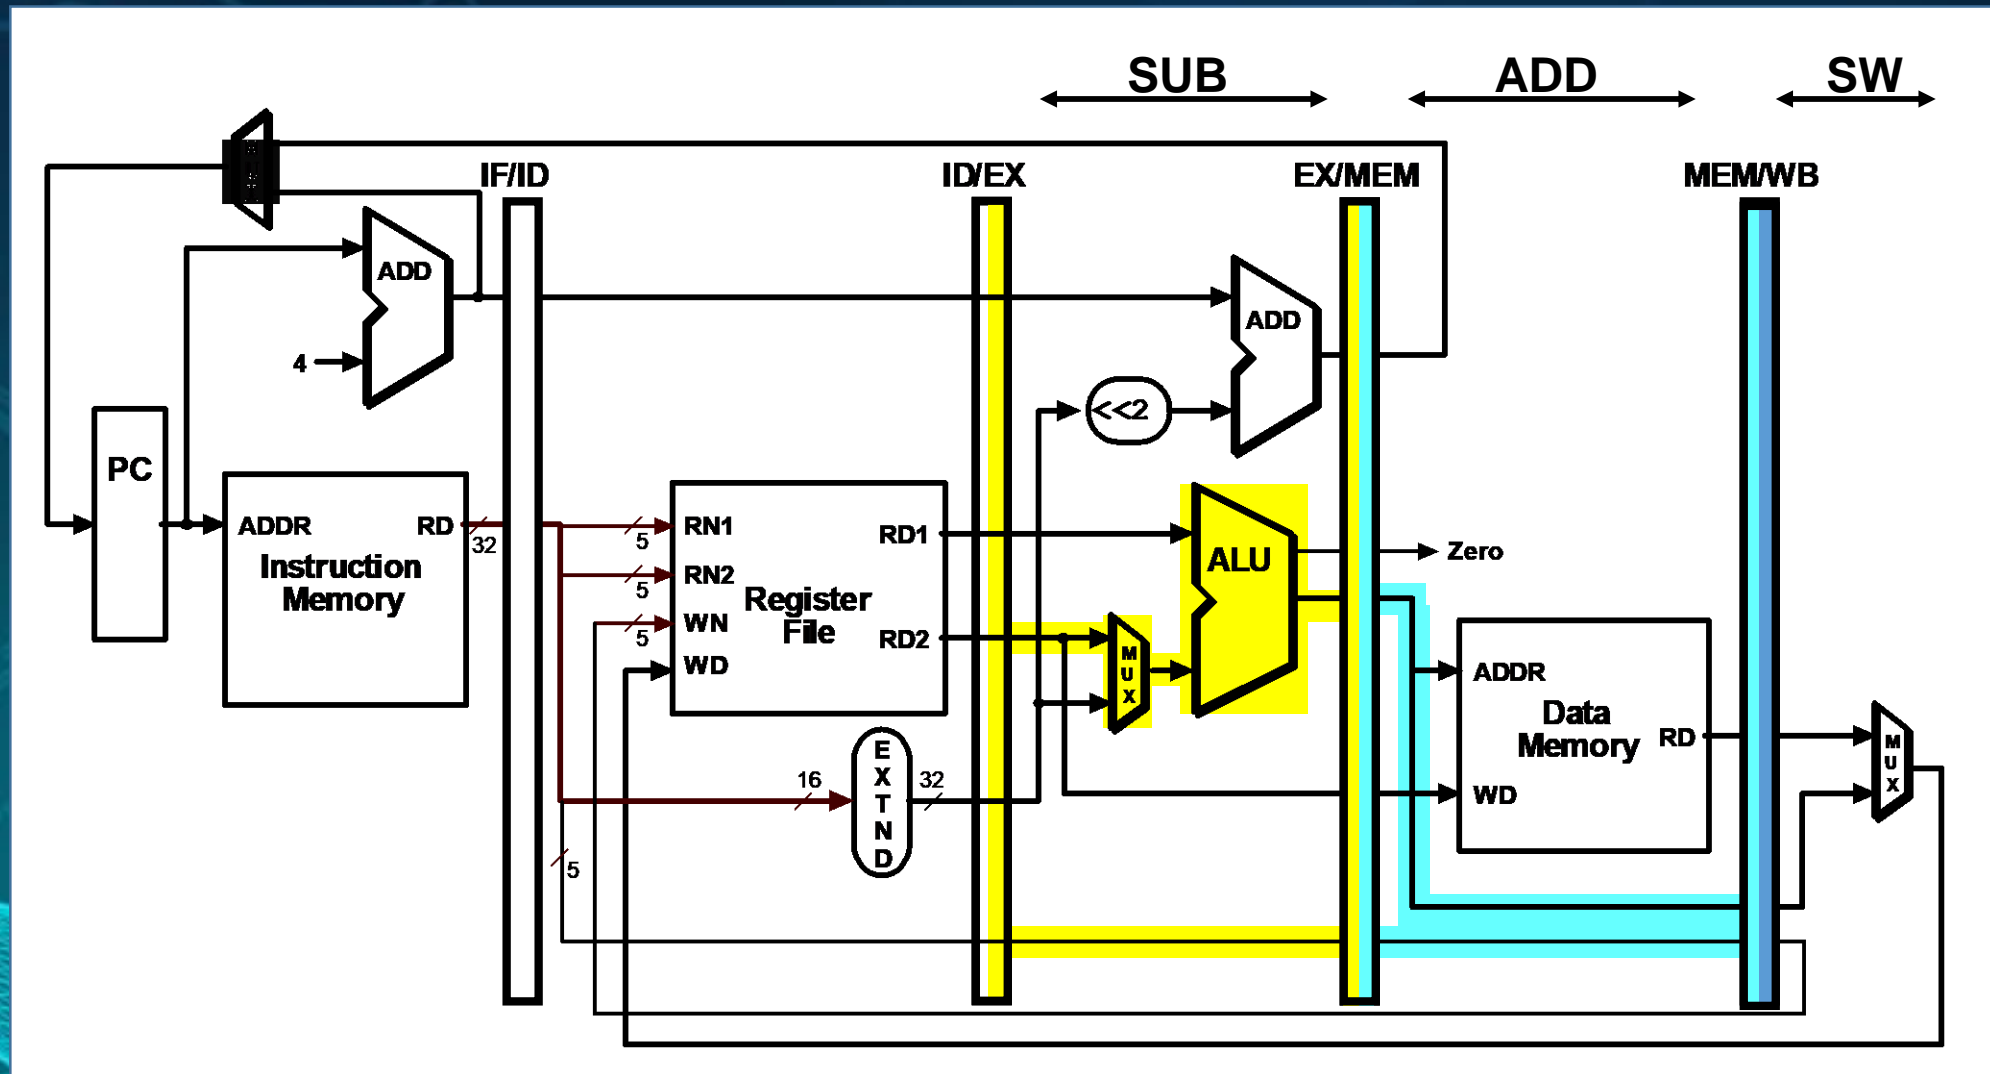 SUB
ADD
SW
IF/ID
ID/EX
EX/MEM
MEM/WB
ADD
4
ADD
<<2
PC
ADDR
RD
32
Instruction
Memory
5
RN1
5
RN2
5
WN
WD
Register
File
RD1
RD2
16
E
X
T
N
D
32
5
M
U
X
ALU
Zero
ADDR
Data
Memory
RD
WD
M
U
X